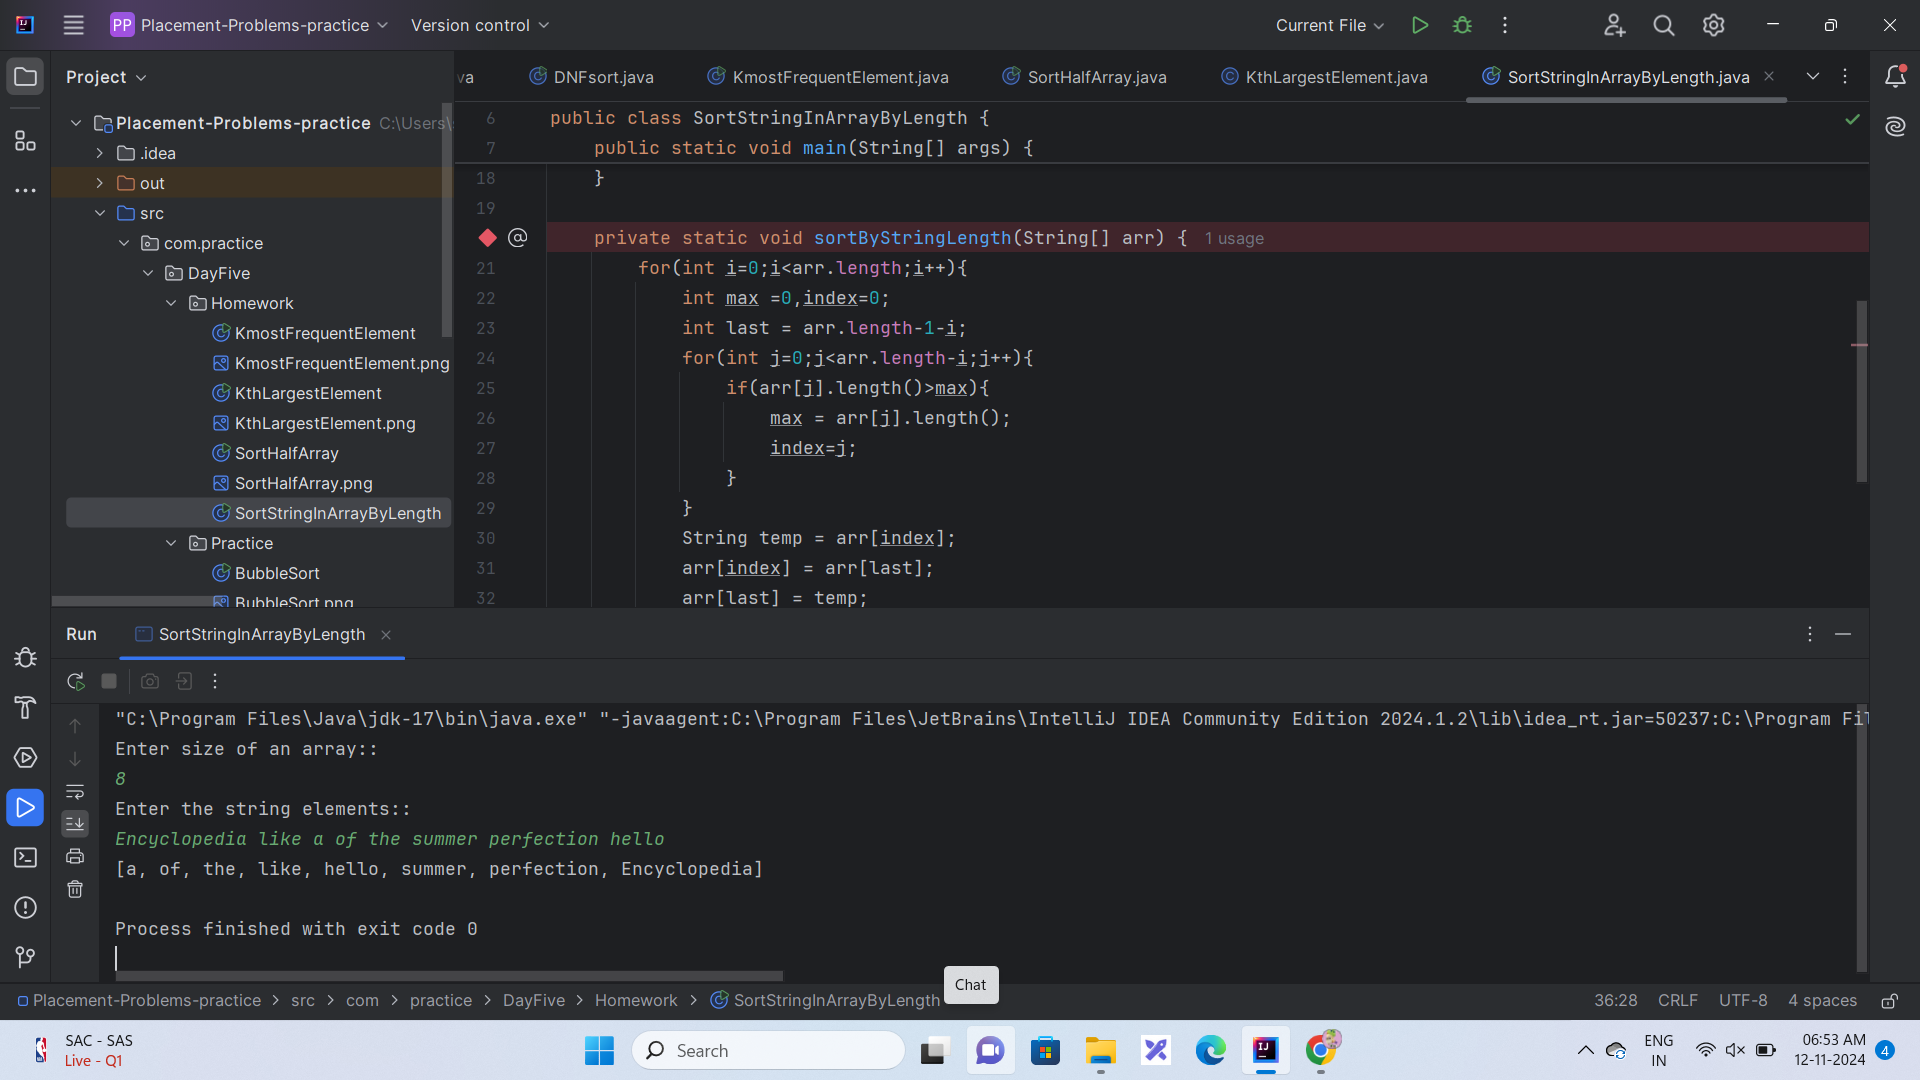 PP Placement-Problems-practice
Version control
Current File
Project
va
DNFsort.java
KmostFrequentElement.java
SortHalfArray.java
KthLargestElement.java
SortStringInArrayByLength.java
Placement-Problems-practice C:\Users\
.idea
out
src
com.practice
DayFive
Homework
KmostFrequentElement
KmostFrequentElement.png
KthLargestElement
KthLargestElement.png
SortHalfArray
SortHalfArray.png
SortStringInArrayByLength
Practice
BubbleSort
BubbleSort.png
6 public class SortStringInArrayByLength {
7 public static void main(String[] args) {
18 }
19
private static void sortByStringLength(String[] arr) { 1 usage
21 for(int i=0;i<arr.length;i++){
22 int max =0,index=0;
23 int last = arr.length-1-i;
24 for(int j=0;j<arr.length-i;j++){
25 if(arr[j].length()>max){
26 max = arr[j].length();
27 index=j;
28 }
29 }
30 String temp = arr[index];
31 arr[index] = arr[last];
32 arr[last] = temp;
Run SortStringInArrayByLength
"C:\Program Files\Java\jdk-17\bin\java.exe" "-javaagent:C:\Program Files\JetBrains\IntelliJ IDEA Community Edition 2024.1.2\lib\idea_rt.jar=50237:C:\Program Fil
Enter size of an array::
8
Enter the string elements::
Encyclopedia like a of the summer perfection hello
[a, of, the, like, hello, summer, perfection, Encyclopedia]
Process finished with exit code 0
Chat
Placement-Problems-practice > src > com > practice > DayFive > Homework > SortStringInArrayByLength
36:28 CRLF UTF-8 4 spaces
SAC - SAS
Live - Q1
Search
ENG
IN
06:53 AM
12-11-2024
4